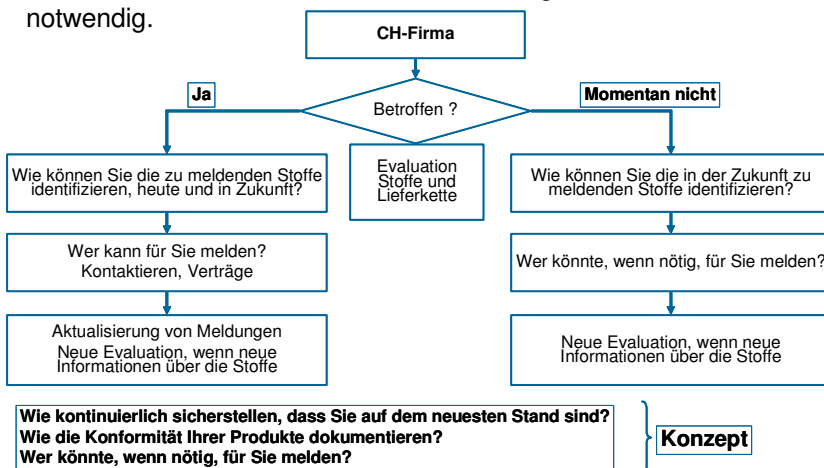 notwendig.
CH-Firma
Ja
Betroffen ?
Momentan nicht
Evaluation
Stoffe und
Lieferkette
Wie können Sie die zu meldenden Stoffe
identifizieren, heute und in Zukunft?
Wie können Sie die in der Zukunft zu
meldenden Stoffe identifizieren?
Wer kann für Sie melden?
Kontaktieren, Verträge
Wer könnte, wenn nötig, für Sie melden?
Aktualisierung von Meldungen
Neue Evaluation, wenn neue
Informationen über die Stoffe
Neue Evaluation, wenn neue
Informationen über die Stoffe
Wie kontinuierlich sicherstellen, dass Sie auf dem neuesten Stand sind?
Wie die Konformität Ihrer Produkte dokumentieren?
Wer könnte, wenn nötig, für Sie melden?
Konzept